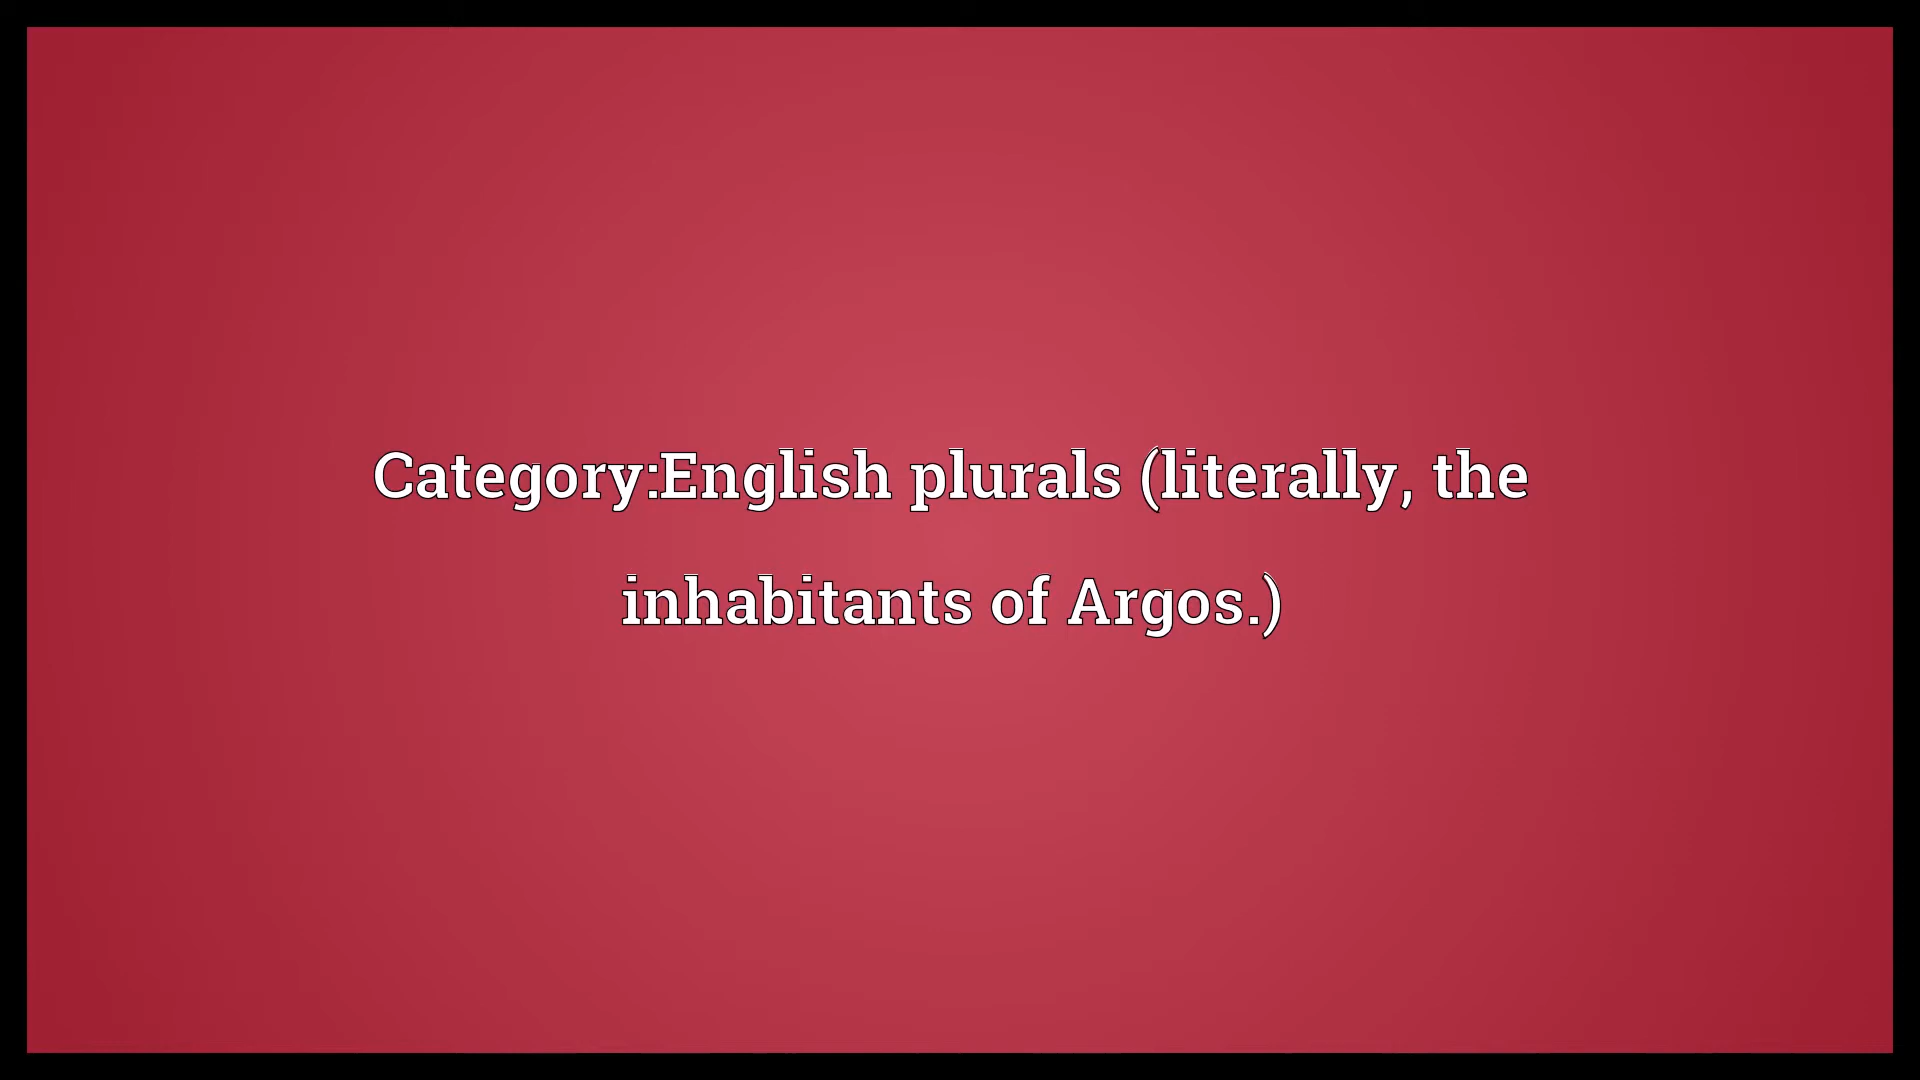 Category:English plurals (literally, the
inhabitants of Argos.)